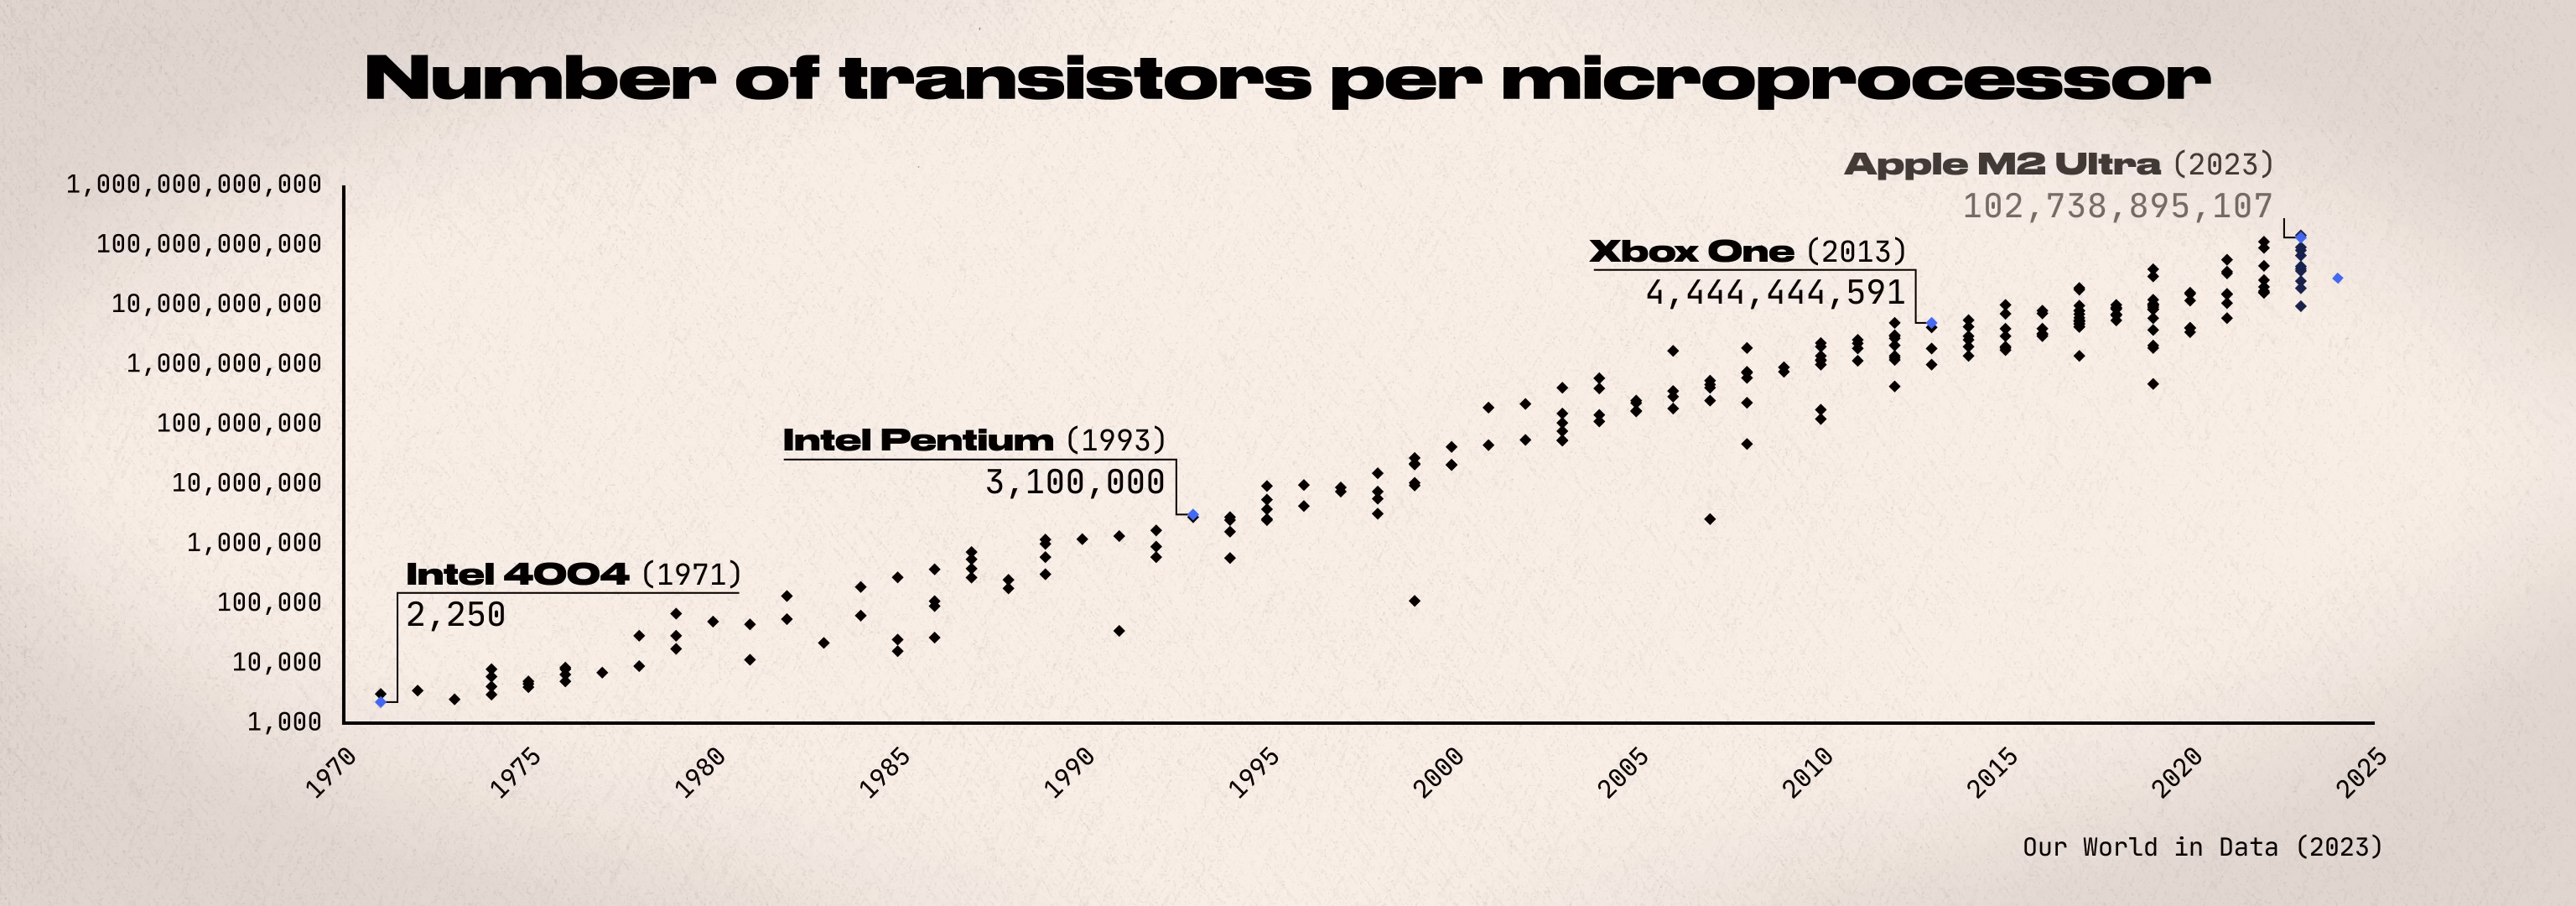 Number of transistors per microprocessor
Apple M2 Ultra (2023)
102,738,895,107
Xbox One (2013)
4,444,444,591
Intel Pentium (1993)
3,100,000
Intel 4004 (1971)
2,250
1,000,000,000,000
100,000,000,000
10,000,000,000
1,000,000,000
100,000,000
10,000,000
1,000,000
100,000
10,000
1,000
1970 1975 1980 1985 1990 1995 2000 2005 2010 2015 2020 2025
Our World in Data (2023)